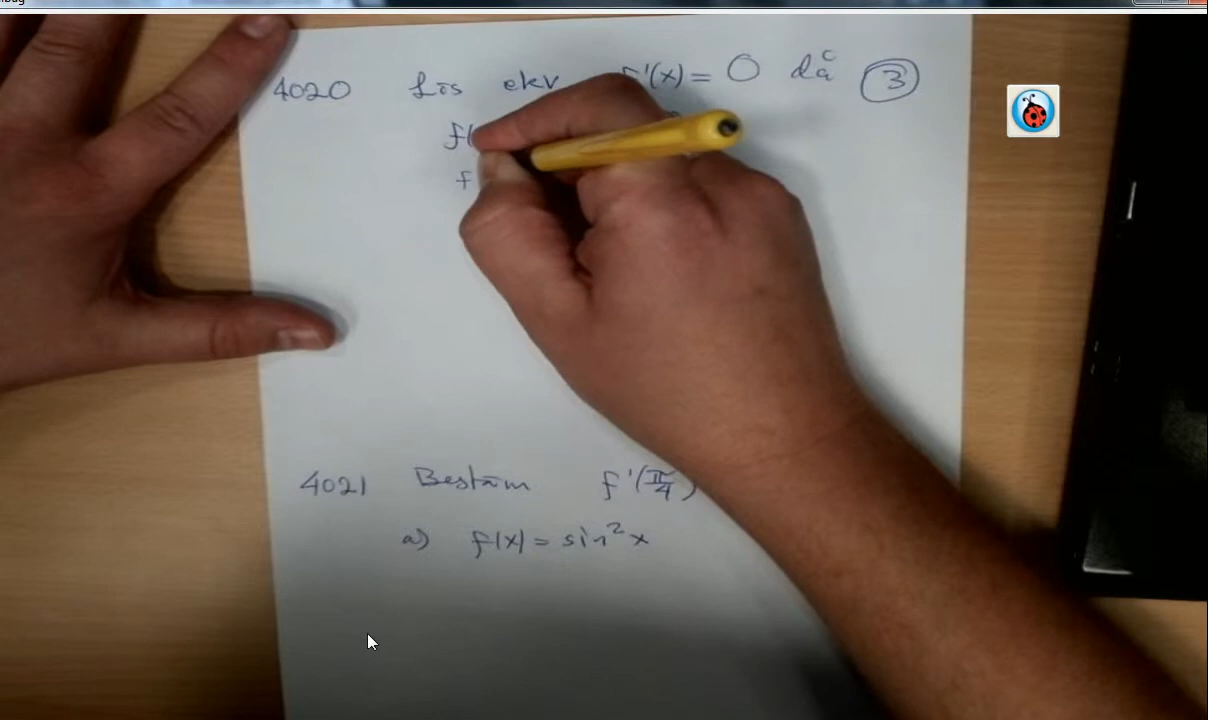 4020 Lös ekv f'(x) = 0 då 3
f(
f
4021 Bestäm f'(π/4)
a) f(x) = sin²x